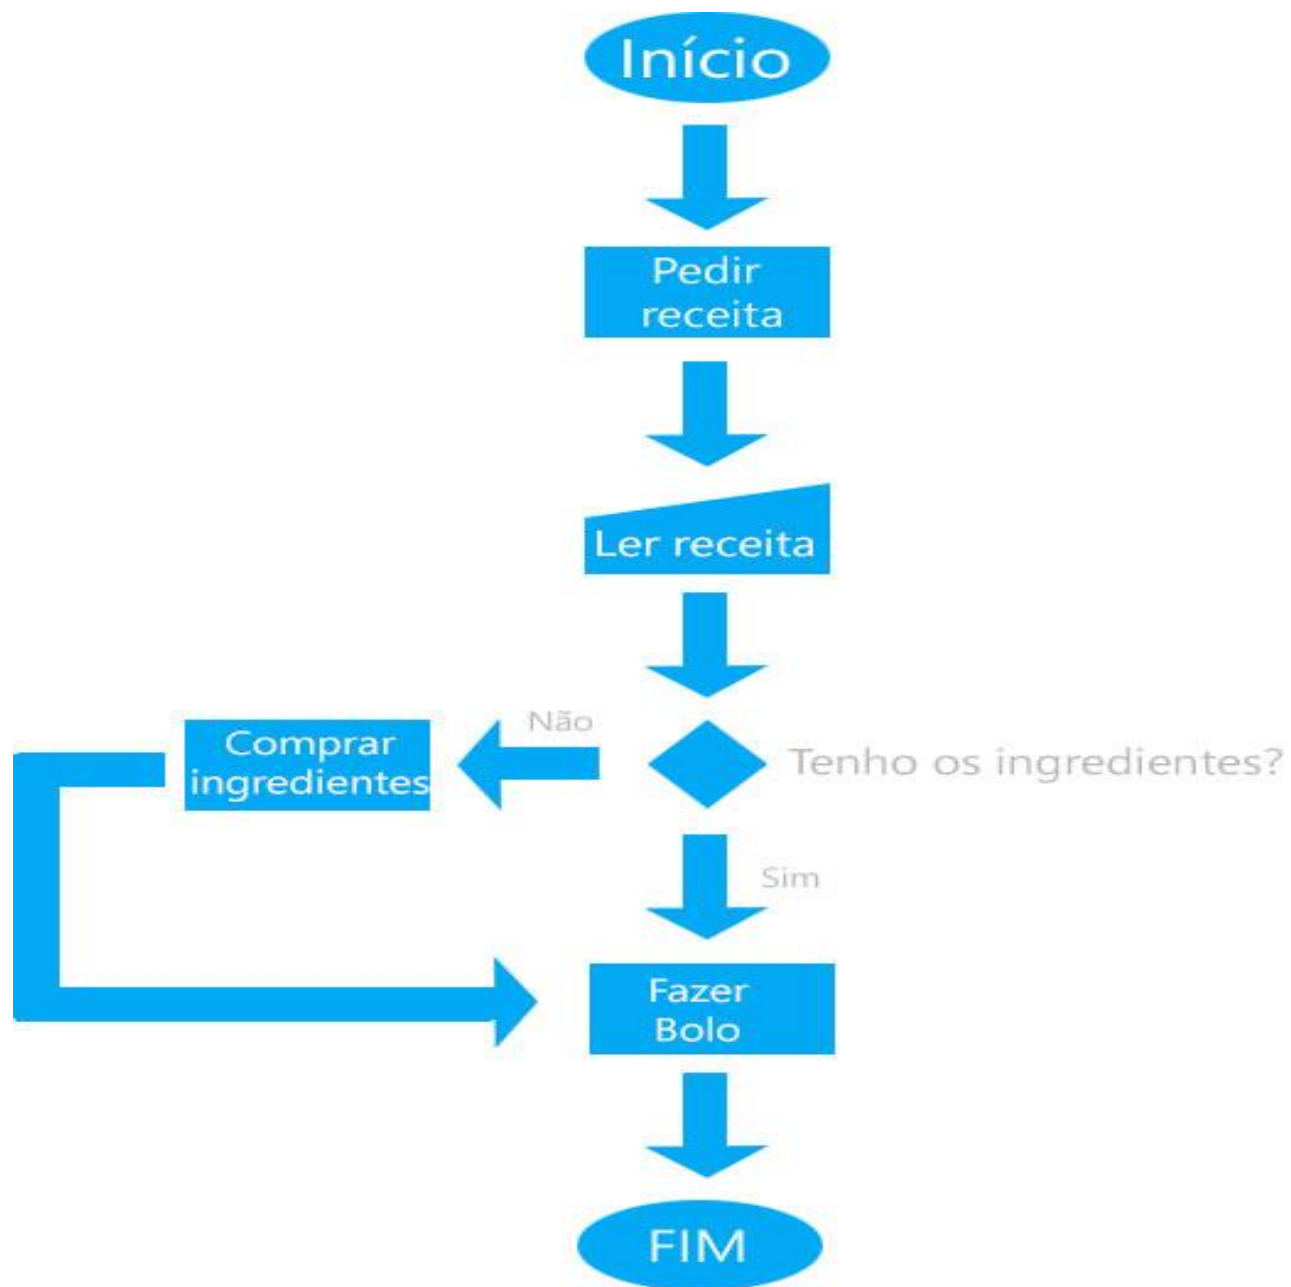 Início
Pedir
receita
Ler receita
Não
Comprar
ingredientes
Tenho os ingredientes?
Sim
Fazer
Bolo
FIM